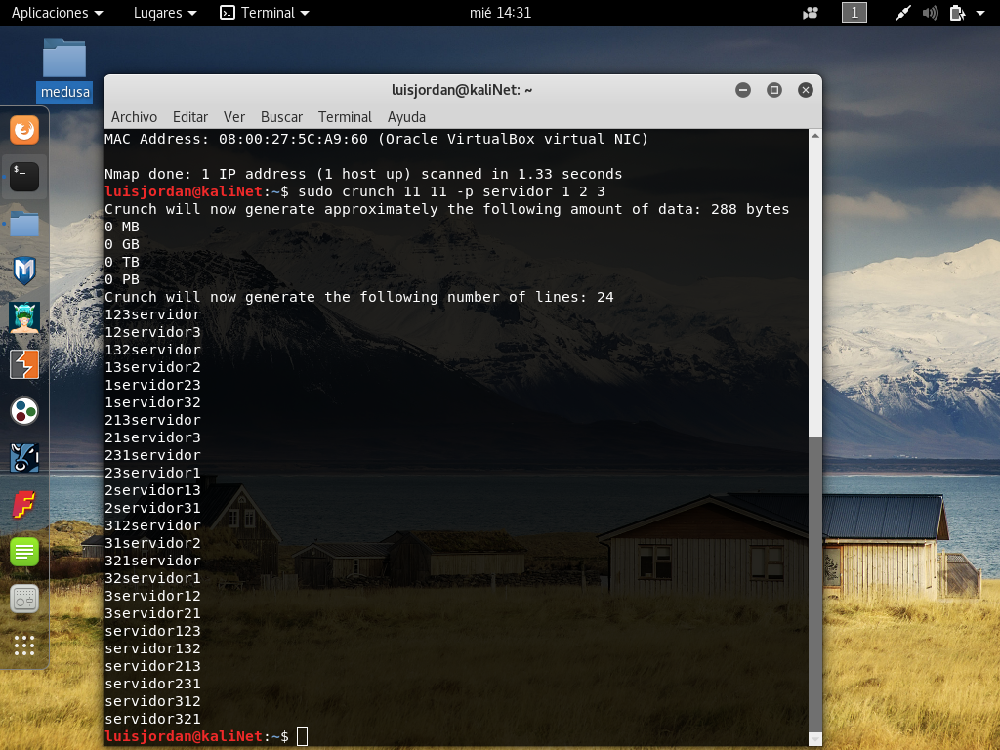 Aplicaciones Lugares Terminal mié 14:31 1
medusa
luisjordan@kaliNet: ~
Archivo Editar Ver Buscar Terminal Ayuda
MAC Address: 08:00:27:5C:A9:60 (Oracle VirtualBox virtual NIC)
Nmap done: 1 IP address (1 host up) scanned in 1.33 seconds
luisjordan@kaliNet:~$ sudo crunch 11 11 -p servidor 1 2 3
Crunch will now generate approximately the following amount of data: 288 bytes
0 MB
0 GB
0 TB
0 PB
Crunch will now generate the following number of lines: 24
123servidor
12servidor3
132servidor
13servidor2
1servidor23
1servidor32
213servidor
21servidor3
231servidor
23servidor1
2servidor13
2servidor31
312servidor
31servidor2
321servidor
32servidor1
3servidor12
3servidor21
servidor123
servidor132
servidor213
servidor231
servidor312
servidor321
luisjordan@kaliNet:~$